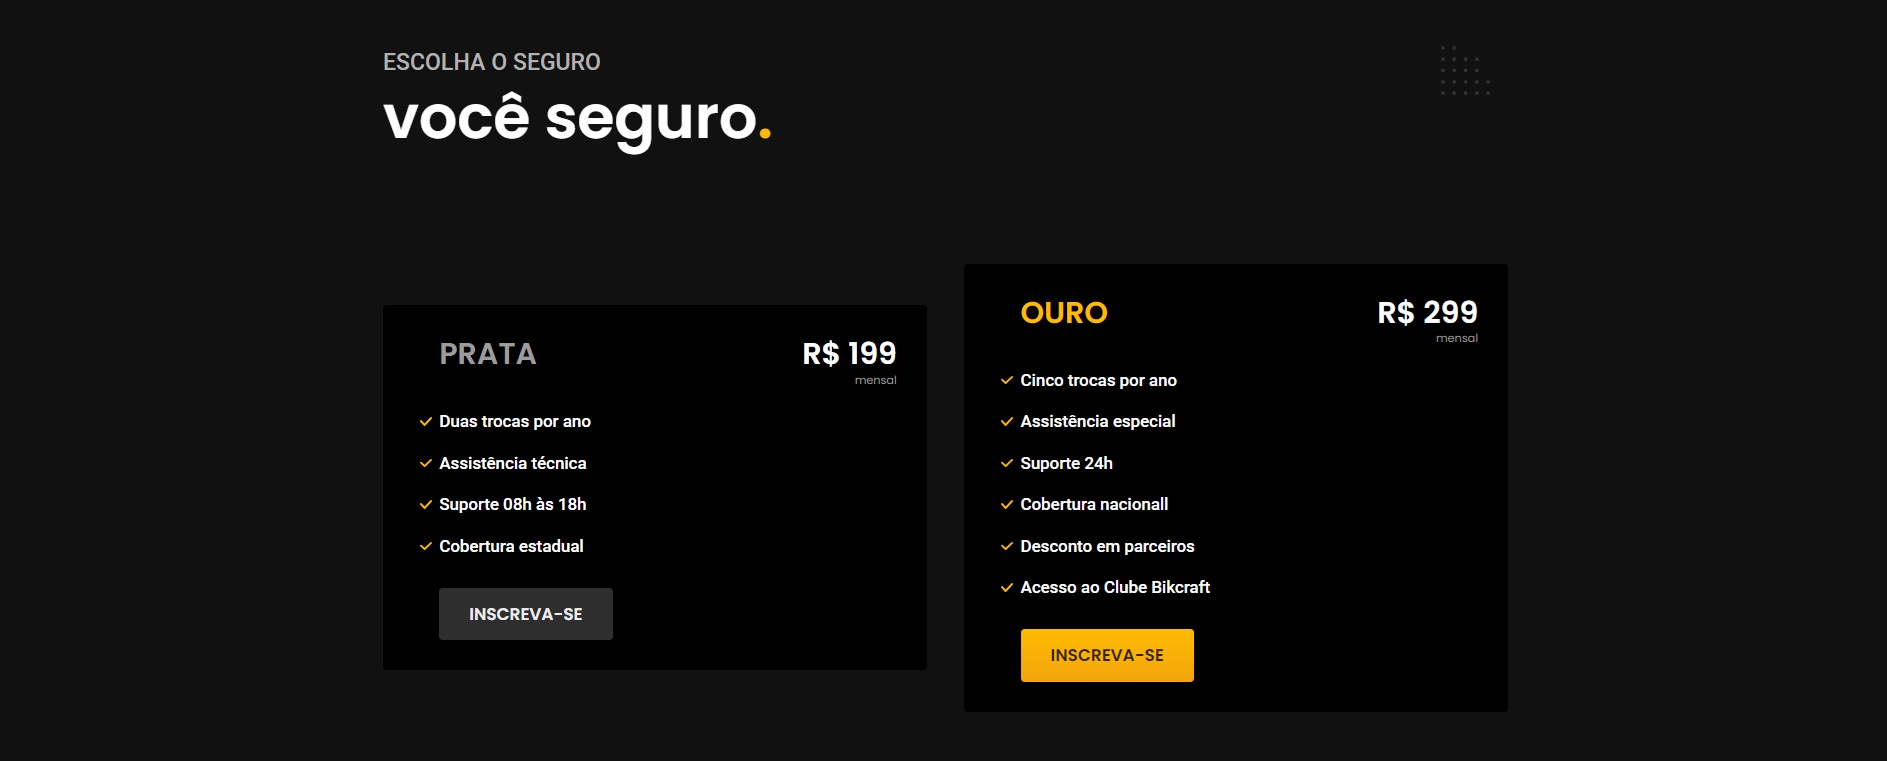 ESCOLHA O SEGURO
você seguro.
PRATA
R$ 199
mensal
Duas trocas por ano
Assistência técnica
Suporte 08h às 18h
Cobertura estadual
INSCREVA-SE
OURO
R$ 299
mensal
Cinco trocas por ano
Assistência especial
Suporte 24h
Cobertura nacionall
Desconto em parceiros
Acesso ao Clube Bikcraft
INSCREVA-SE